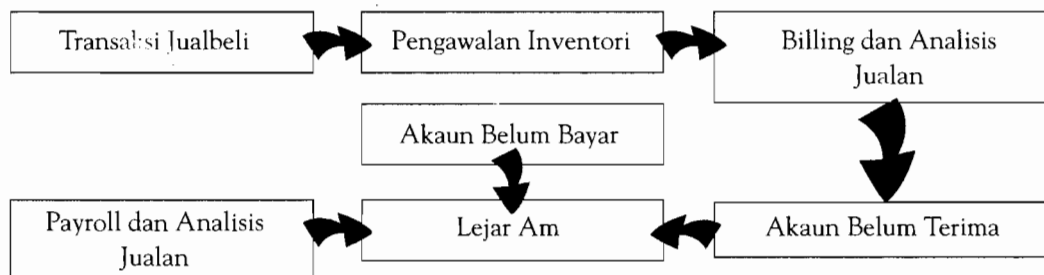 Transaksi Jualbeli
Pengawalan Inventori
Billing dan Analisis
Jualan
Akaun Belum Bayar
Payroll dan Analisis
Jualan
Lejar Am
Akaun Belum Terima